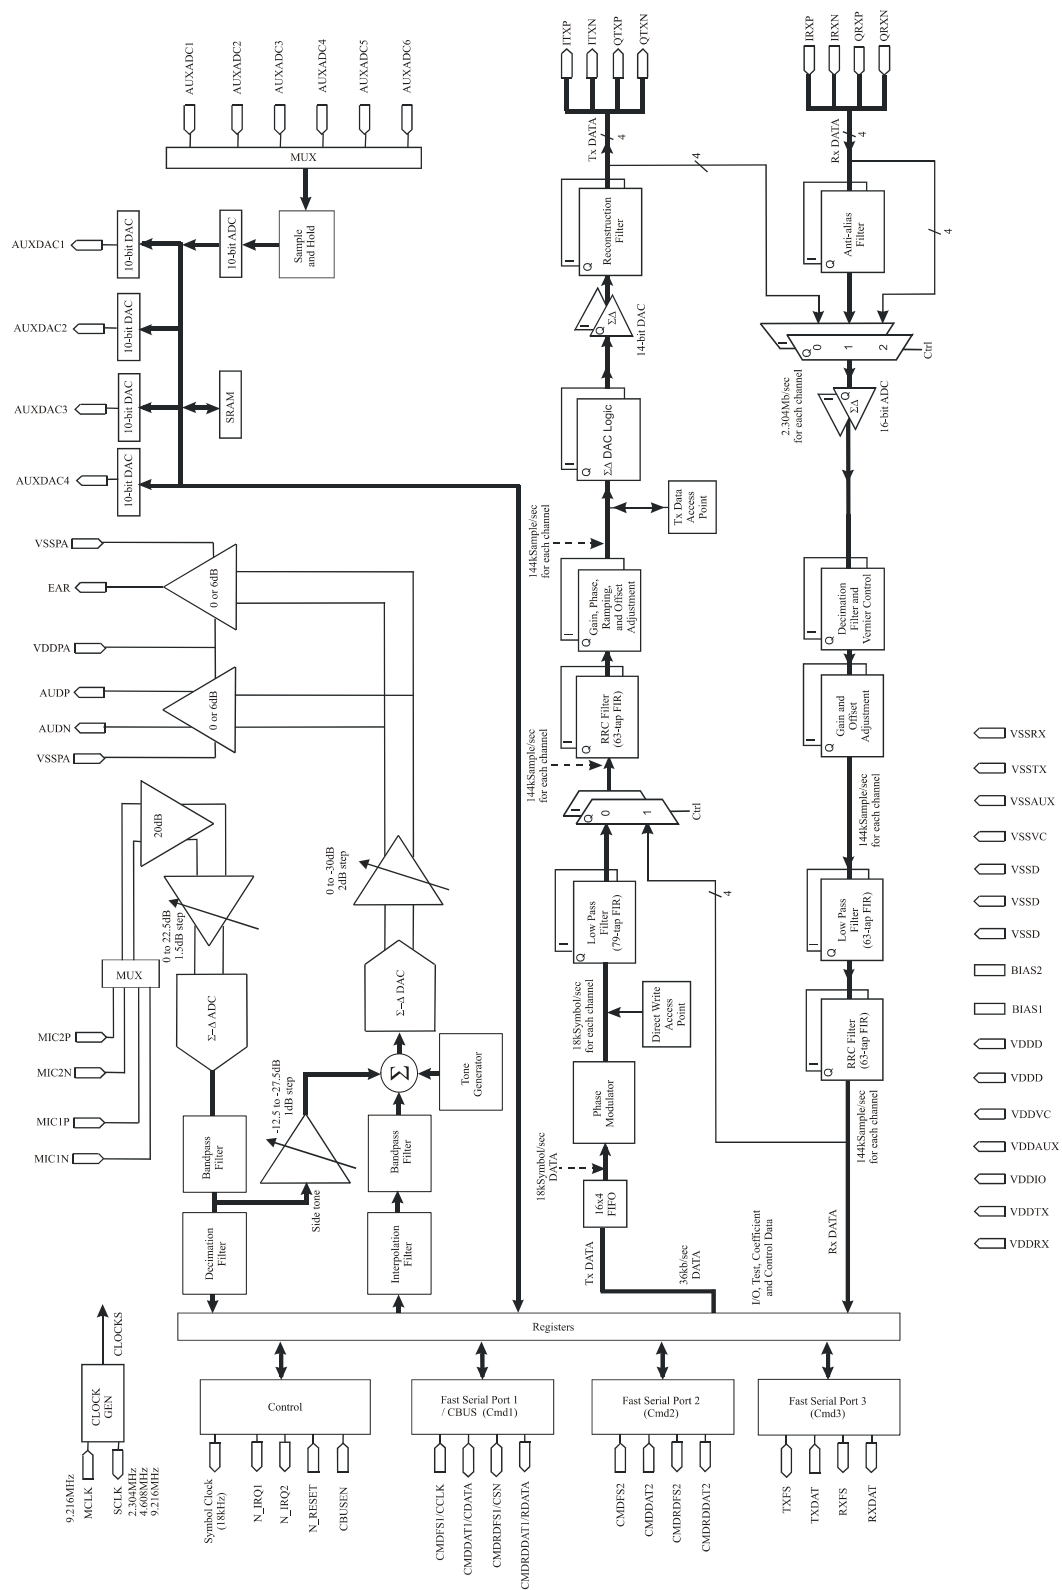 AUXADC1
AUXADC2
AUXADC3
AUXADC4
AUXADC5
AUXADC6
MUX
Sample
and Hold
10-bit ADC
10-bit DAC
AUXDAC1
10-bit DAC
AUXDAC2
10-bit DAC
AUXDAC3
10-bit DAC
AUXDAC4
SRAM
VSSPA
EAR
VDDPA
AUDP
AUDN
VSSPA
0 or 6dB
0 or 6dB
20dB
0 to 22.5dB
1.5dB step
MUX
MIC2P
MIC2N
MIC1P
MIC1N
Σ–Δ ADC
Bandpass
Filter
Decimation
Filter
Side tone
-12.5 to -27.5dB
1dB step
0 to -30dB
2dB step
Σ–Δ DAC
Σ
Tone
Generator
Bandpass
Filter
Interpolation
Filter
ITXP
ITXN
QTXP
QTXN
Tx DATA
4
4
I
Q
Reconstruction
Filter
I
Q
ΣΔ
14-bit DAC
I
Q
ΣΔ DAC Logic
Tx Data
Access
Point
144kSample/sec
for each channel
I
Q
Gain, Phase,
Ramping,
and Offset
Adjustment
I
Q
RRC Filter
(63-tap FIR)
144kSample/sec
for each channel
I
Q
0
1
Ctrl
4
I
Q
Low Pass
Filter
(79-tap FIR)
18kSymbol/sec
for each channel
Direct Write
Access
Point
Phase
Modulator
18kSymbol/sec
DATA
16x4
FIFO
Tx DATA
36kb/sec
DATA
I/O, Test, Coefficient
and Control Data
IRXP
IRXN
QRXP
QRXN
Rx DATA
4
4
I
Q
Anti-alias
Filter
I
Q
0
1
2
Ctrl
2.304Mb/sec
for each channel
I
Q
ΣΔ
16-bit ADC
I
Q
Decimation
Filter and
Vernier Control
I
Q
Gain and
Offset
Adjustment
144kSample/sec
for each channel
I
Q
Low Pass
Filter
(63-tap FIR)
I
Q
RRC Filter
(63-tap FIR)
144kSample/sec
for each channel
Rx DATA
VSSRX
VSSTX
VSSAUX
VSSVC
VSSD
VSSD
VSSD
BIAS2
BIAS1
VDDD
VDDD
VDDVC
VDDAUX
VDDIO
VDDTX
VDDRX
Registers
CLOCKS
CLOCK
GEN
9.216MHz
MCLK
SCLK
2.304MHz
4.608MHz
9.216MHz
Control
Symbol Clock
(18kHz)
N_IRQ1
N_IRQ2
N_RESET
CBUSEN
Fast Serial Port 1
/ CBUS (Cmd1)
CMDFS1/CCLK
CMDDAT1/CDATA
CMDRDFS1/CSN
CMDRDDAT1/RDATA
Fast Serial Port 2
(Cmd2)
CMDFS2
CMDDAT2
CMDRDFS2
CMDRDDAT2
Fast Serial Port 3
(Cmd3)
TXFS
TXDAT
RXFS
RXDAT